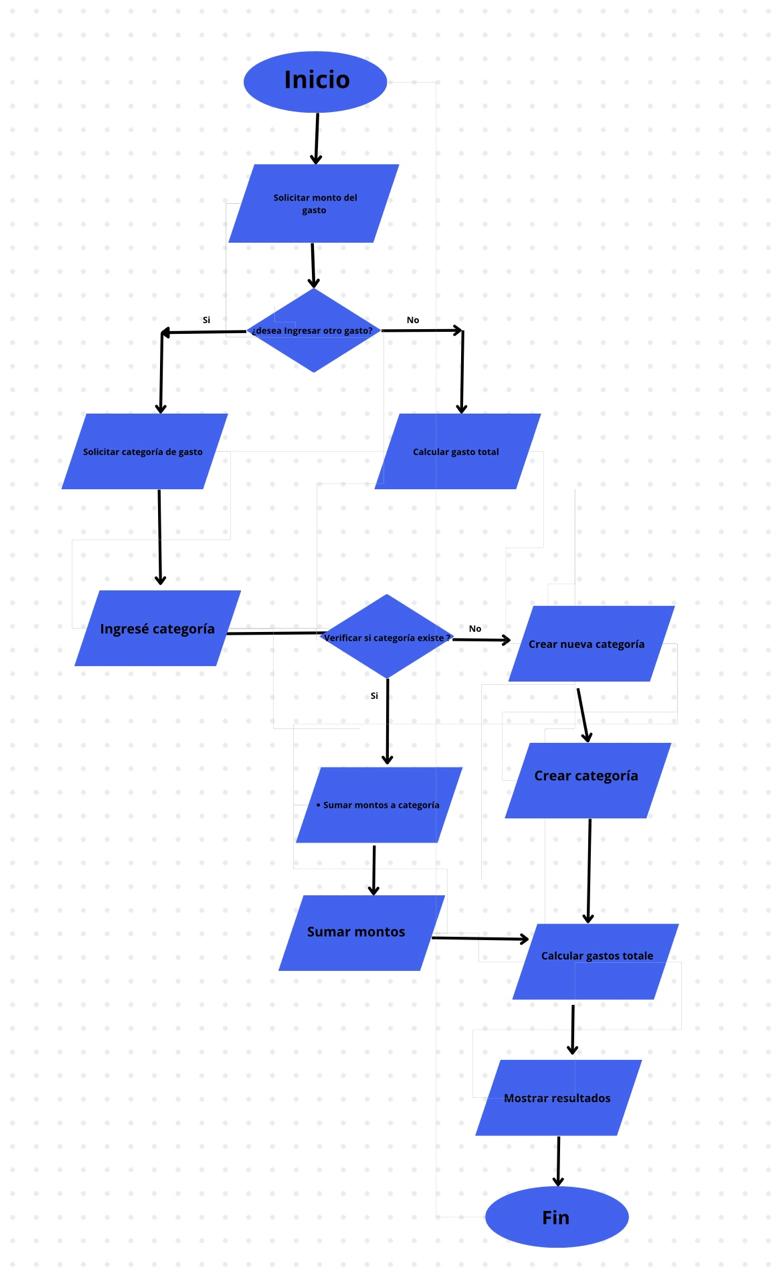 Inicio
Solicitar monto del
gasto
Si
No
¿desea Ingresar otro gasto?
Solicitar categoría de gasto
Calcular gasto total
Ingresé categoría
Verificar si categoría existe ?
No
Crear nueva categoría
Si
Crear categoría
• Sumar montos a categoría
Sumar montos
Calcular gastos totale
Mostrar resultados
Fin